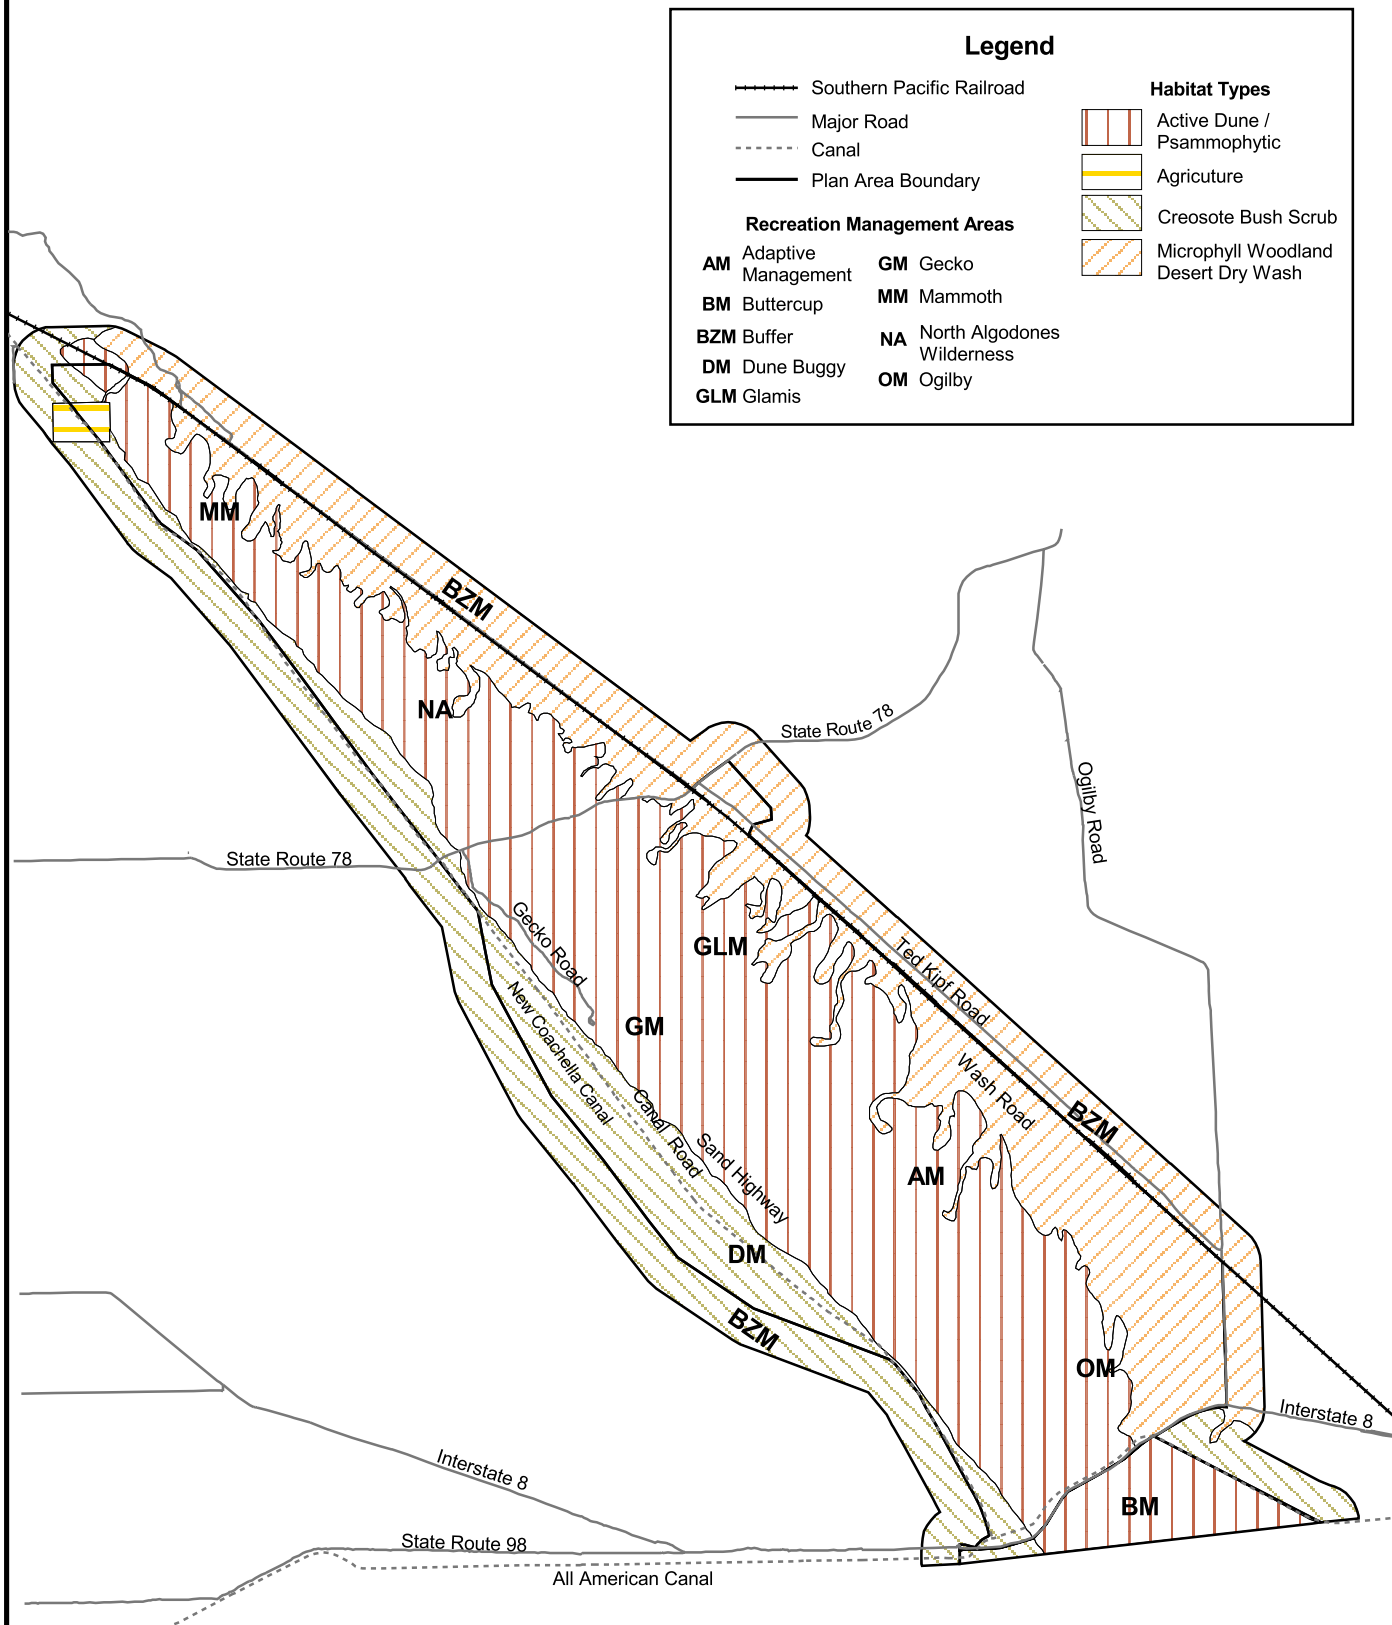 Legend
Southern Pacific Railroad
Major Road
Canal
Plan Area Boundary
Habitat Types
Active Dune /
Psammophytic
Agricuture
Creosote Bush Scrub
Microphyll Woodland
Desert Dry Wash
Recreation Management Areas
AM Adaptive
Management
BM Buttercup
BZM Buffer
DM Dune Buggy
GLM Glamis
GM Gecko
MM Mammoth
NA North Algodones
Wilderness
OM Ogilby
MM
BZM
NA
State Route 78
Ogilby Road
State Route 78
Gecko Road
GLM
Ted Kipf Road
New Coachella Canal
GM
Wash Road
Canal Road
BZM
Sand Highway
AM
DM
BZM
OM
Interstate 8
Interstate 8
BM
State Route 98
All American Canal